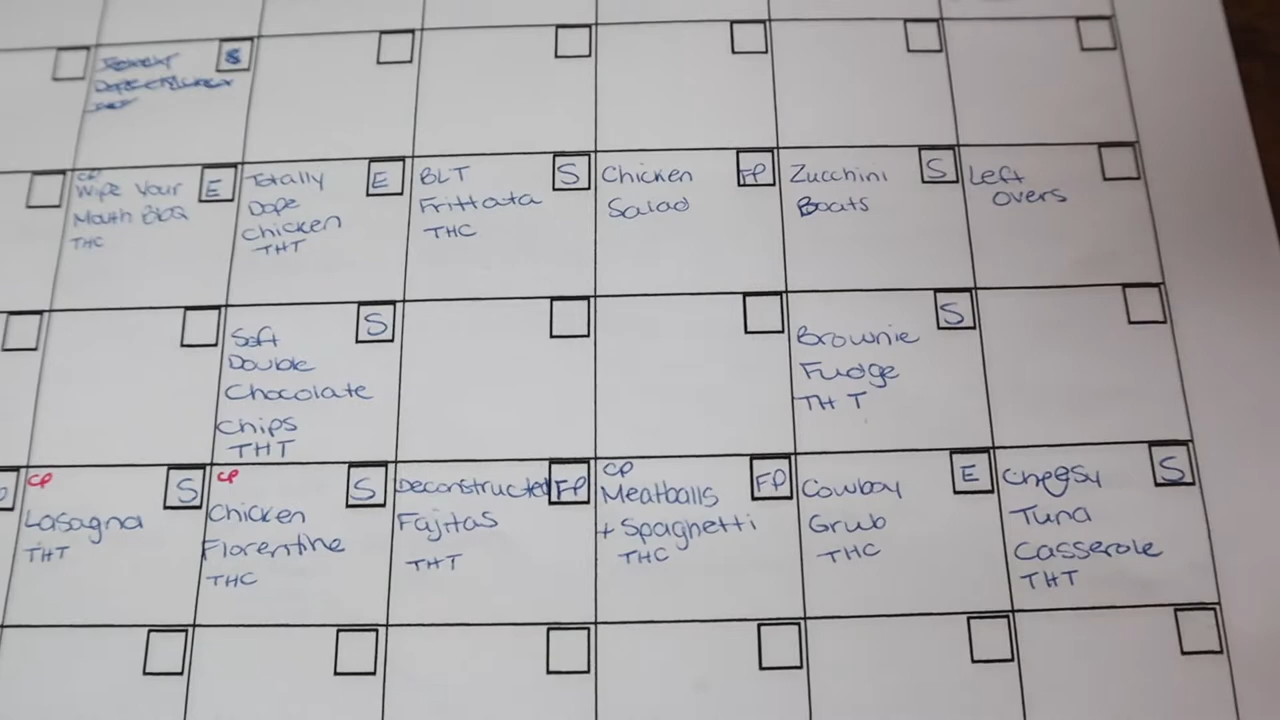 S
CP
Wipe Your
Mouth BBQ
THC
E
Totally
Dope
Chicken
THT
E
BLT
Frittata
THC
S
Chicken
Salad
FP
Zucchini
Boats
S
Left
overs
Soft
Double
Chocolate
Chips
THT
S
Brownie
Fudge
THT
S
CP
Lasagna
THT
S
CP
Chicken
Florentine
THC
S
Deconstructed
Fajitas
THT
FP
CP
Meatballs
+ Spaghetti
THC
FP
Cowboy
Grub
THC
E
Cheesy
Tuna
Casserole
THT
S